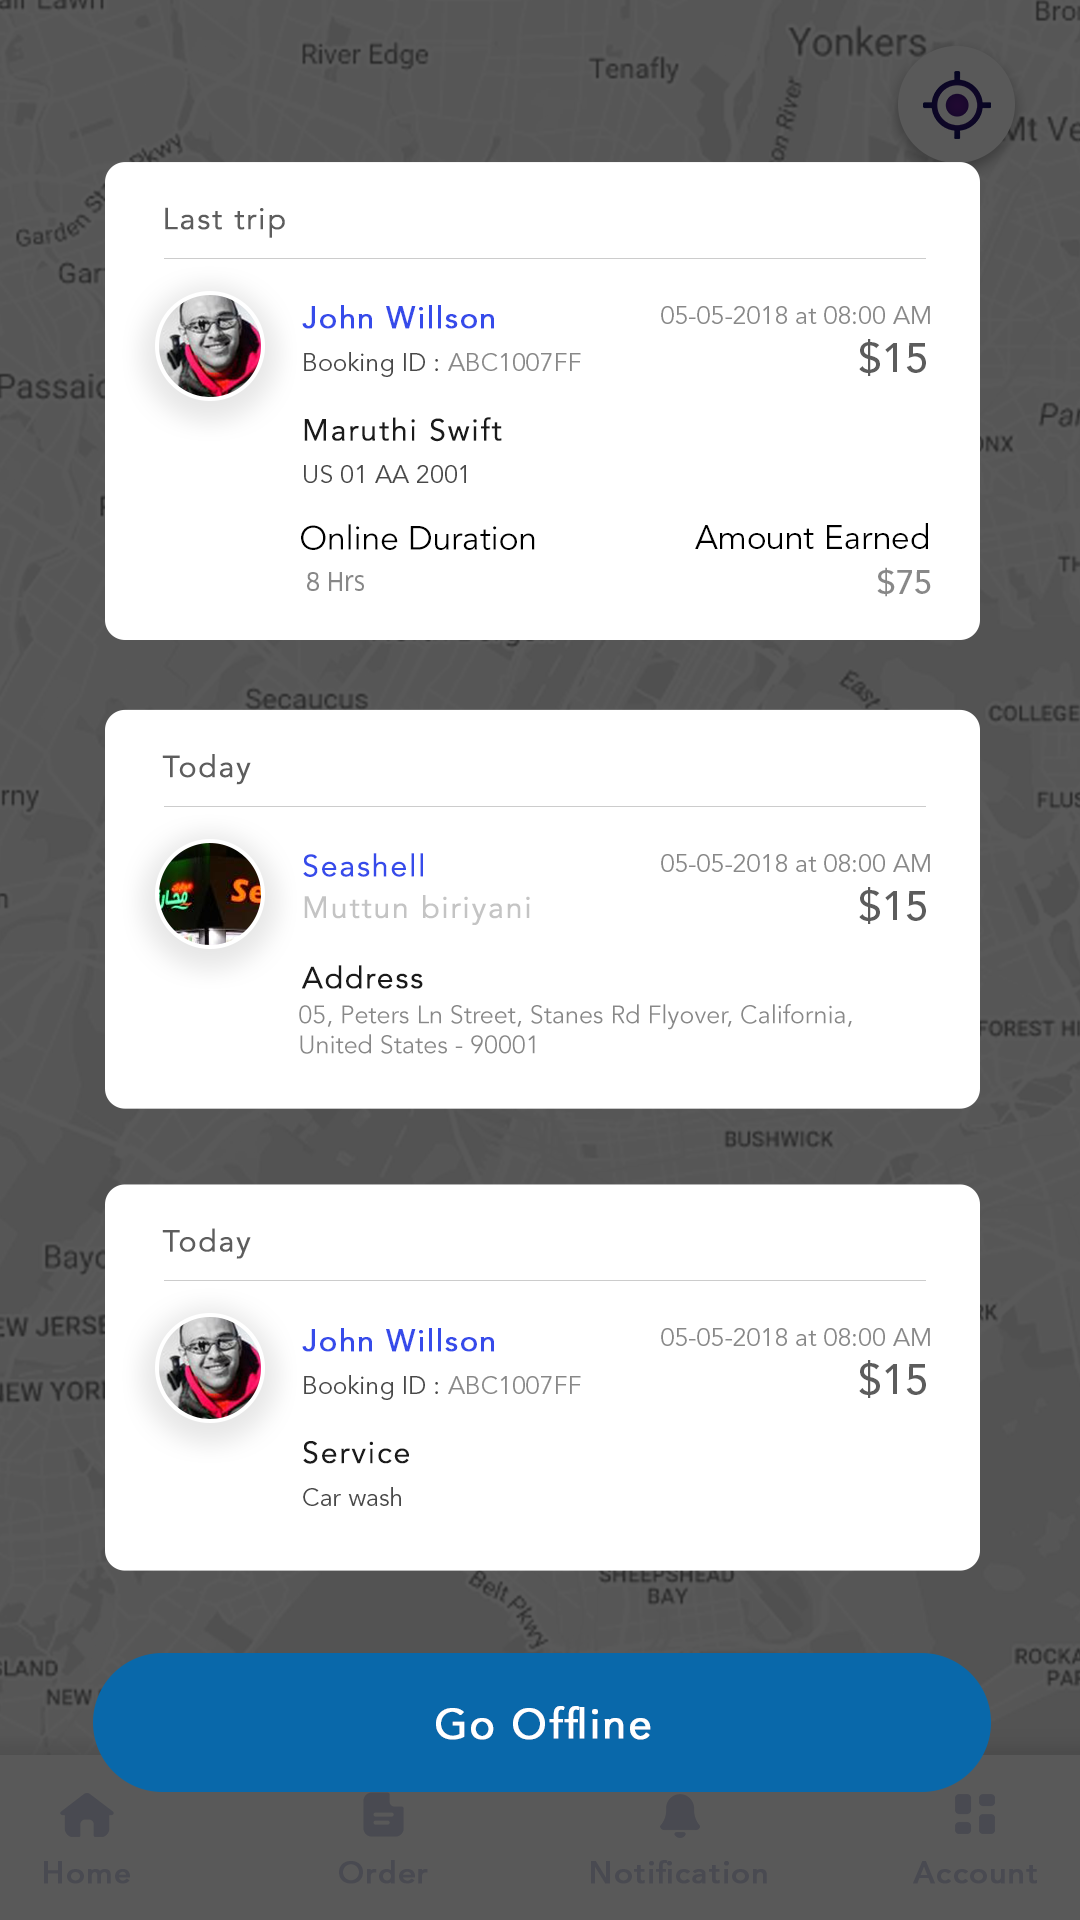 River Edge
Tenafly
Yonkers
Last trip
John Willson
05-05-2018 at 08:00 AM
Booking ID : ABC1007FF
$15
Maruthi Swift
US 01 AA 2001
Online Duration
Amount Earned
8 Hrs
$75
Secaucus
Today
Seashell
05-05-2018 at 08:00 AM
Muttun biriyani
$15
Address
05, Peters Ln Street, Stanes Rd Flyover, California,
United States - 90001
BUSHWICK
Today
John Willson
05-05-2018 at 08:00 AM
Booking ID : ABC1007FF
$15
Service
Car wash
SHEEPSHEAD
BAY
Belt Pkwy
Go Offline
Home
Order
Notification
Account